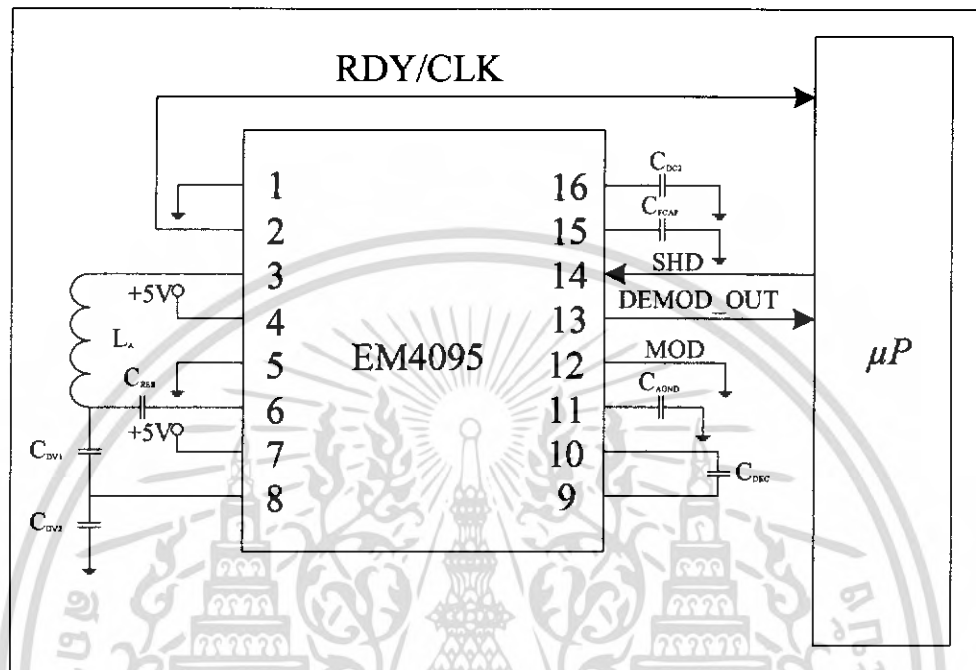 RDY/CLK
1
2
3
4
5
6
7
8
16
15
14
13
12
11
10
9
EM4095
+5V
+5V
L_A
C_RES
C_DV1
C_DV2
C_DC2
C_FCAP
SHD
DEMOD_OUT
MOD
C_AGND
C_DEC
μP